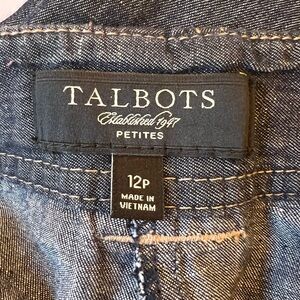 TALBOTS
Established 1947
PETITES
12P
MADE IN
VIETNAM